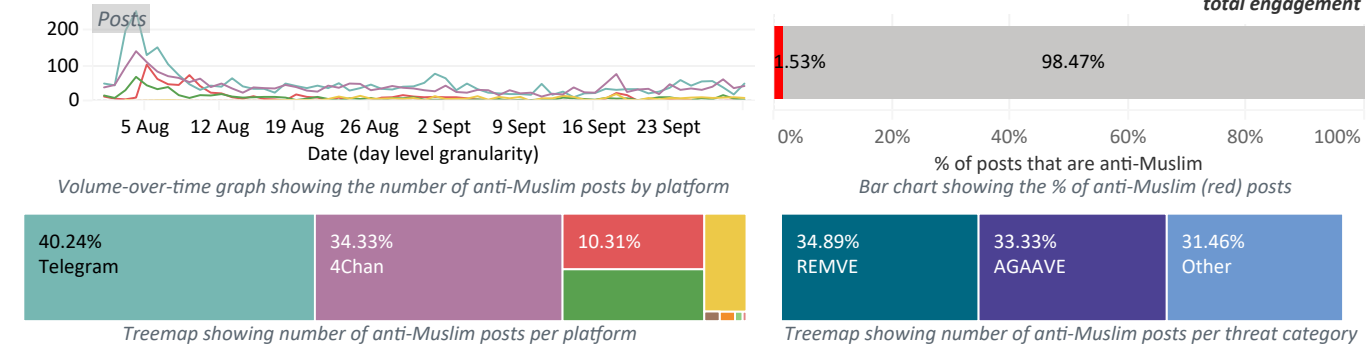 total engagement
Posts
200
100
0
5 Aug 12 Aug 19 Aug 26 Aug 2 Sept 9 Sept 16 Sept 23 Sept
Date (day level granularity)
Volume-over-time graph showing the number of anti-Muslim posts by platform
1.53% 98.47%
0% 20% 40% 60% 80% 100%
% of posts that are anti-Muslim
Bar chart showing the % of anti-Muslim (red) posts
40.24%
Telegram
34.33%
4Chan
10.31%
Treemap showing number of anti-Muslim posts per platform
34.89%
REMVE
33.33%
AGAAVE
31.46%
Other
Treemap showing number of anti-Muslim posts per threat category